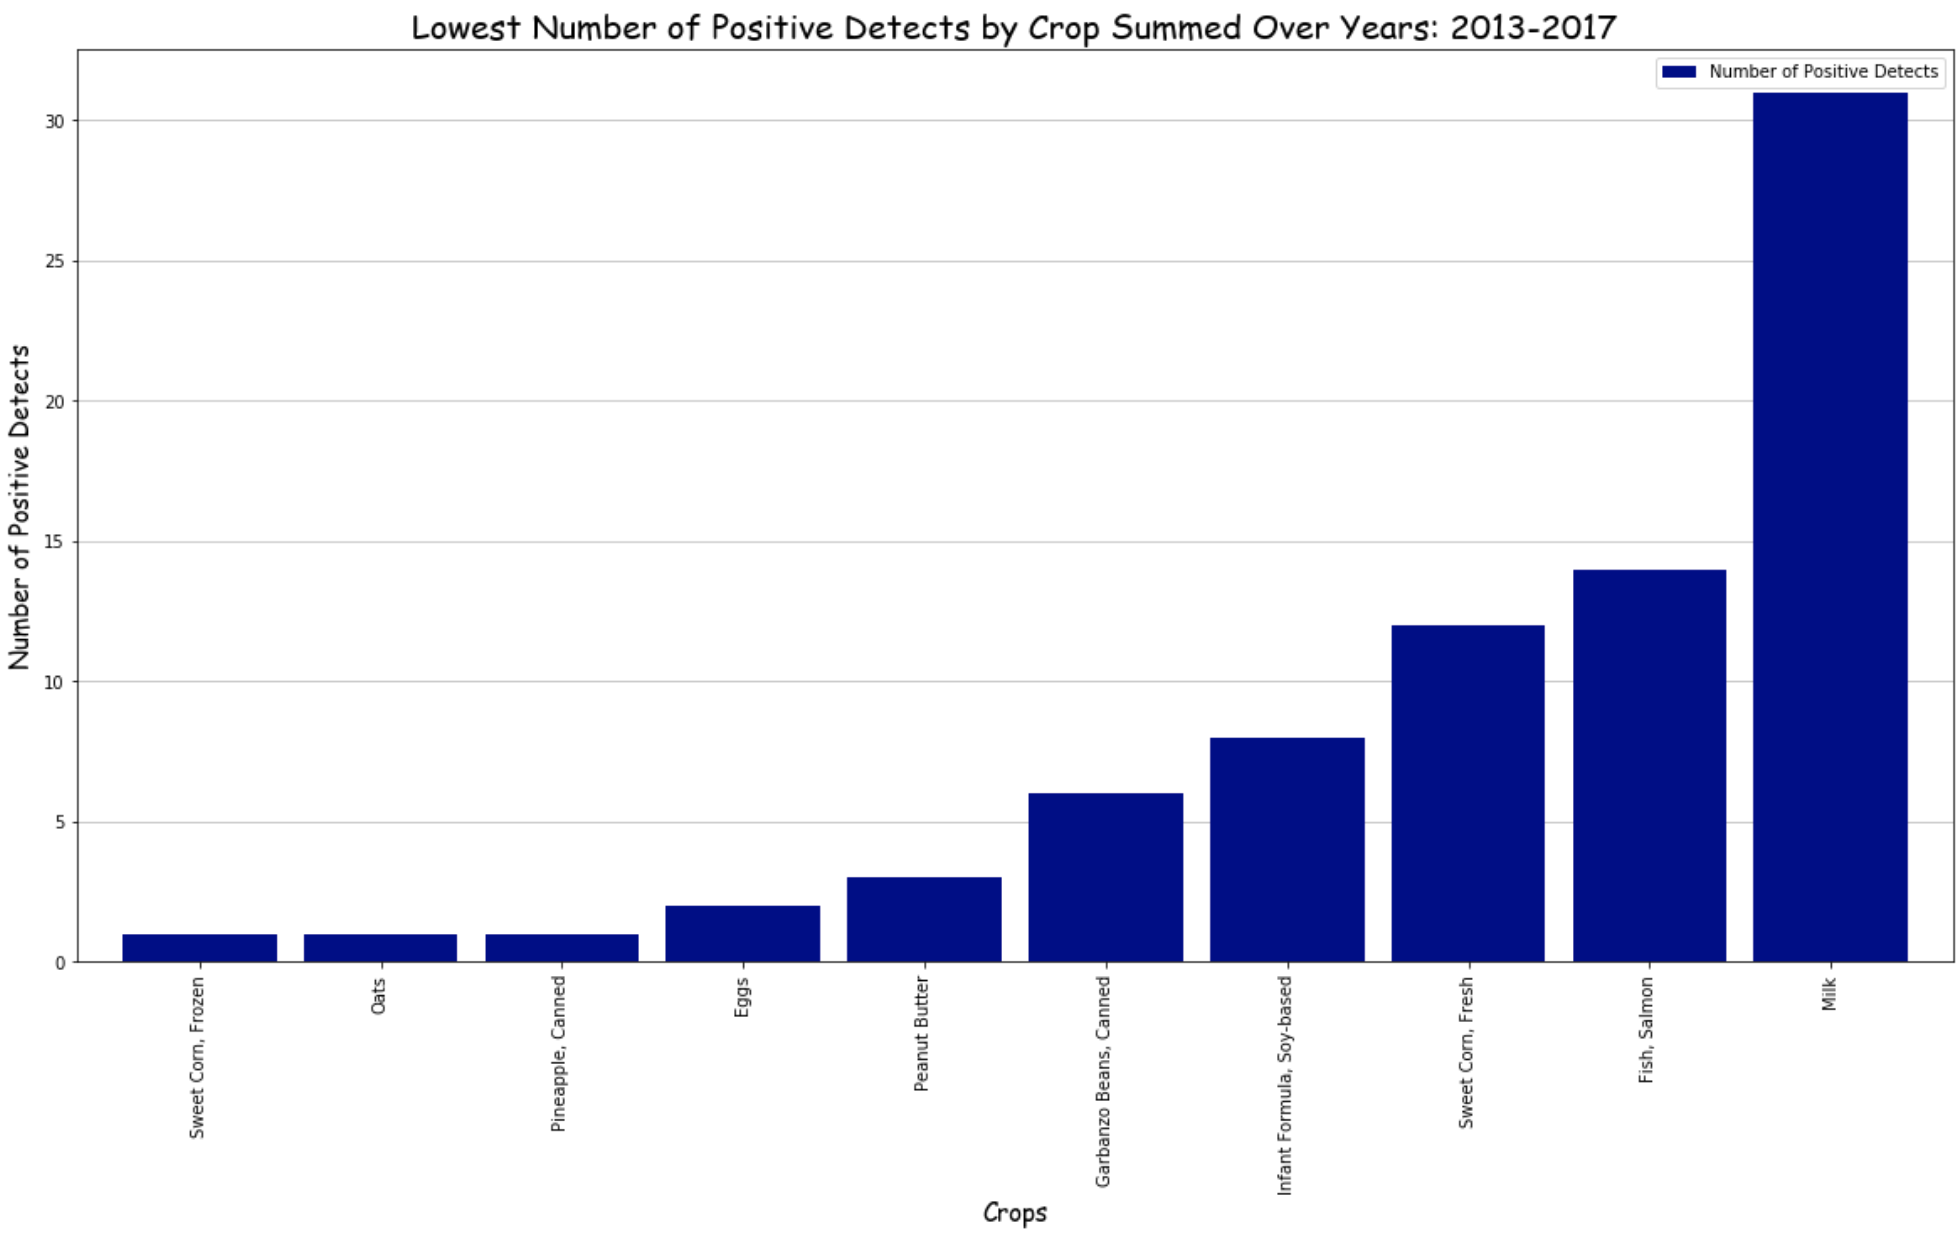 Lowest Number of Positive Detects by Crop Summed Over Years: 2013-2017
Number of Positive Detects
Number of Positive Detects
30
25
20
15
10
5
0
Sweet Corn, Frozen
Oats
Pineapple, Canned
Eggs
Peanut Butter
Garbanzo Beans, Canned
Infant Formula, Soy-based
Sweet Corn, Fresh
Fish, Salmon
Milk
Crops